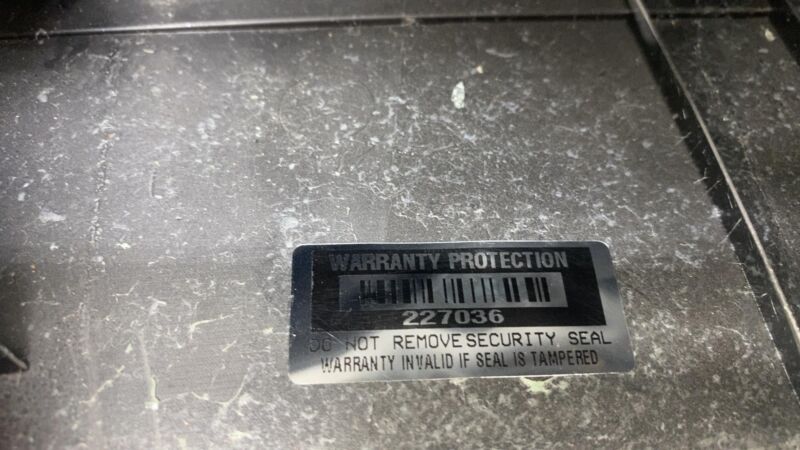 WARRANTY PROTECTION
227036
DO NOT REMOVE SECURITY SEAL
WARRANTY INVALID IF SEAL IS TAMPERED